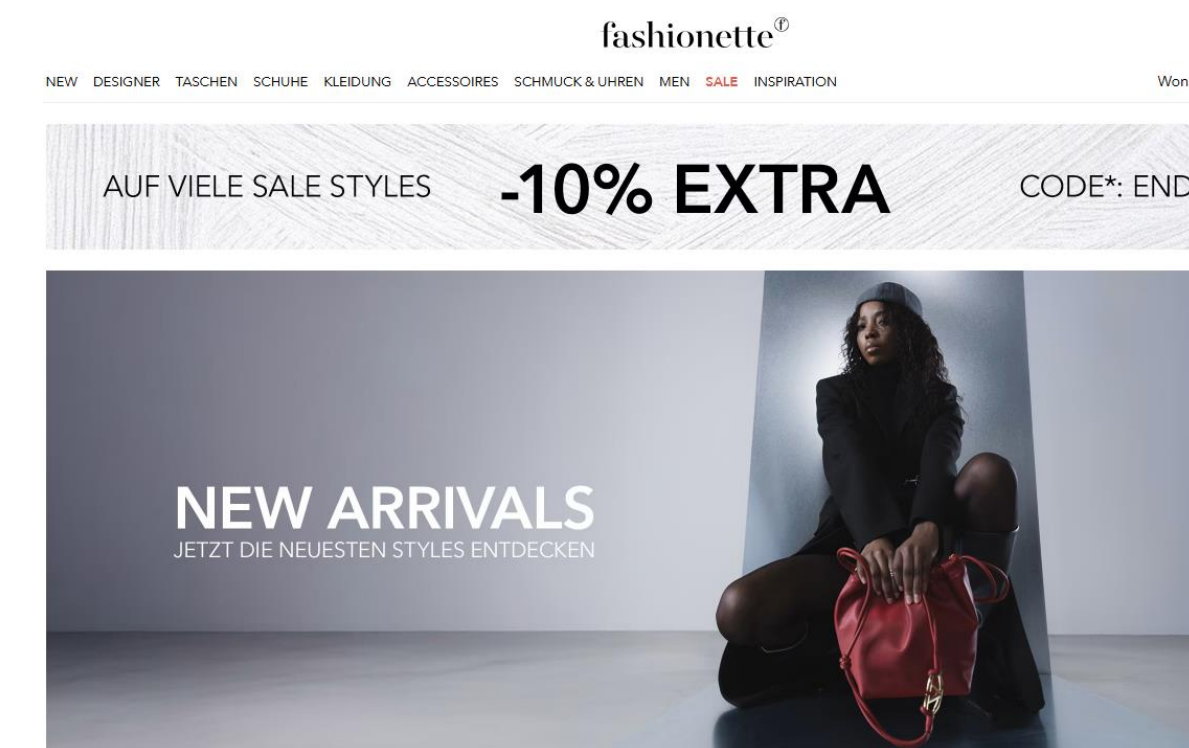 fashionette
NEW DESIGNER TASCHEN SCHUHE KLEIDUNG ACCESSOIRES SCHMUCK & UHREN MEN SALE INSPIRATION Won
AUF VIELE SALE STYLES -10% EXTRA CODE*: END
NEW ARRIVALS
JETZT DIE NEUESTEN STYLES ENTDECKEN